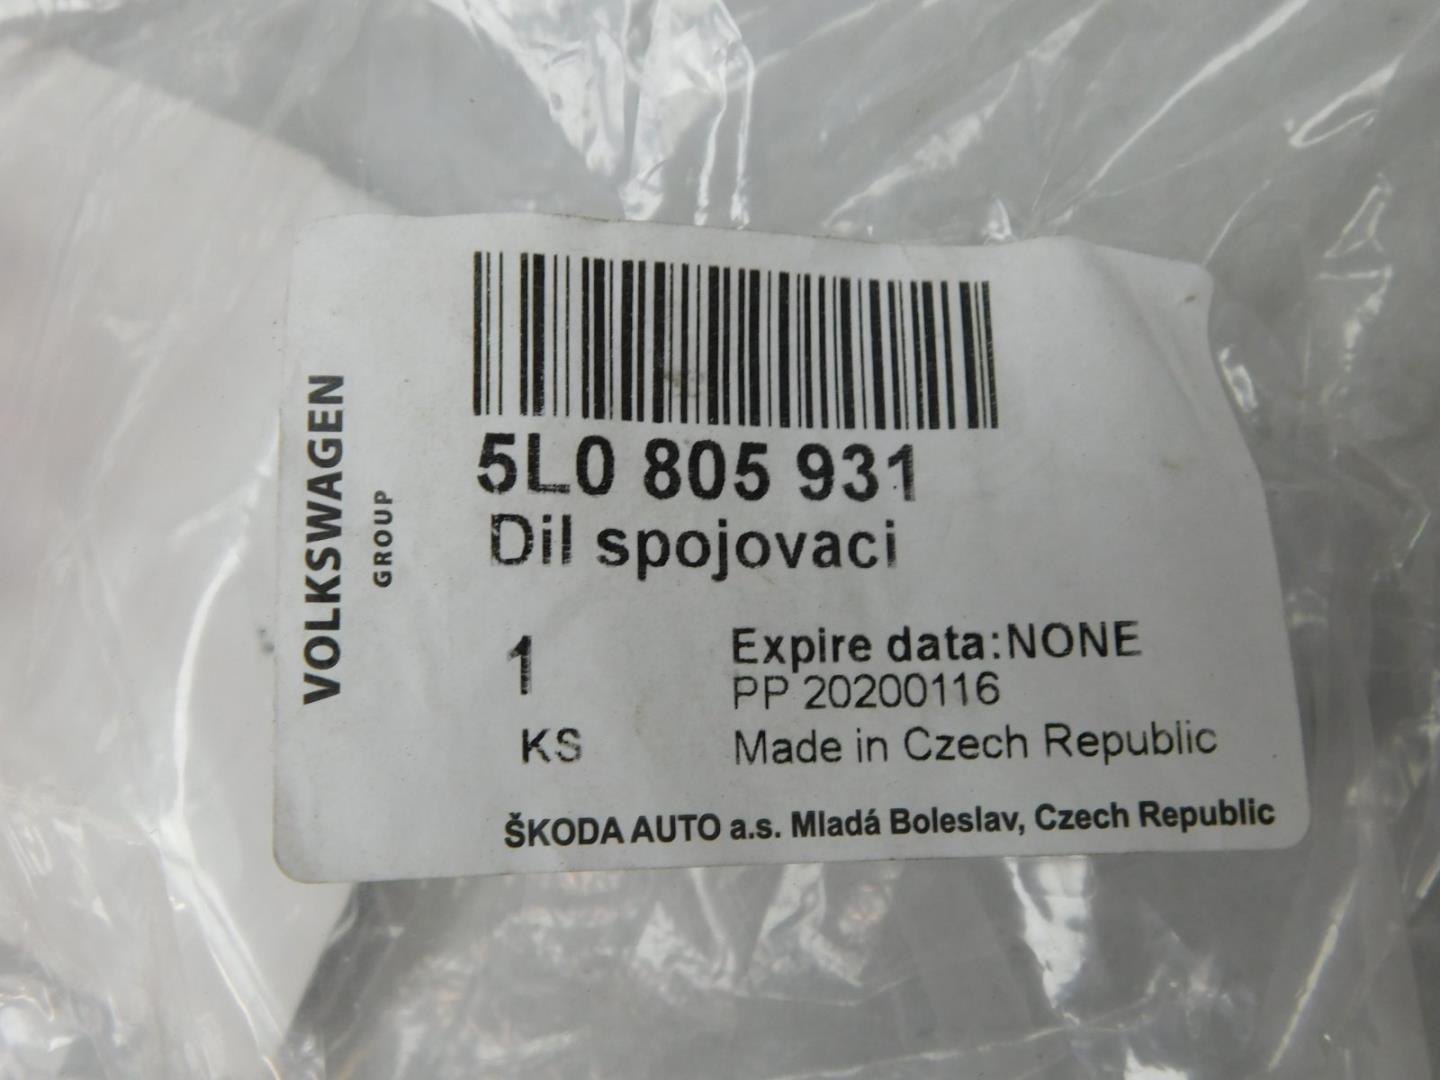 VOLKSWAGEN
GROUP
5L0 805 931
Dil spojovaci
1
KS
Expire data:NONE
PP 20200116
Made in Czech Republic
ŠKODA AUTO a.s. Mladá Boleslav, Czech Republic